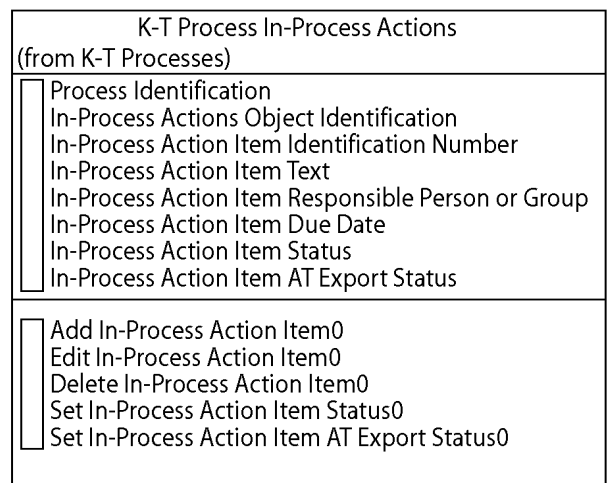 K-T Process In-Process Actions
(from K-T Processes)
Process Identification
In-Process Actions Object Identification
In-Process Action Item Identification Number
In-Process Action Item Text
In-Process Action Item Responsible Person or Group
In-Process Action Item Due Date
In-Process Action Item Status
In-Process Action Item AT Export Status
Add In-Process Action Item0
Edit In-Process Action Item0
Delete In-Process Action Item0
Set In-Process Action Item Status0
Set In-Process Action Item AT Export Status0